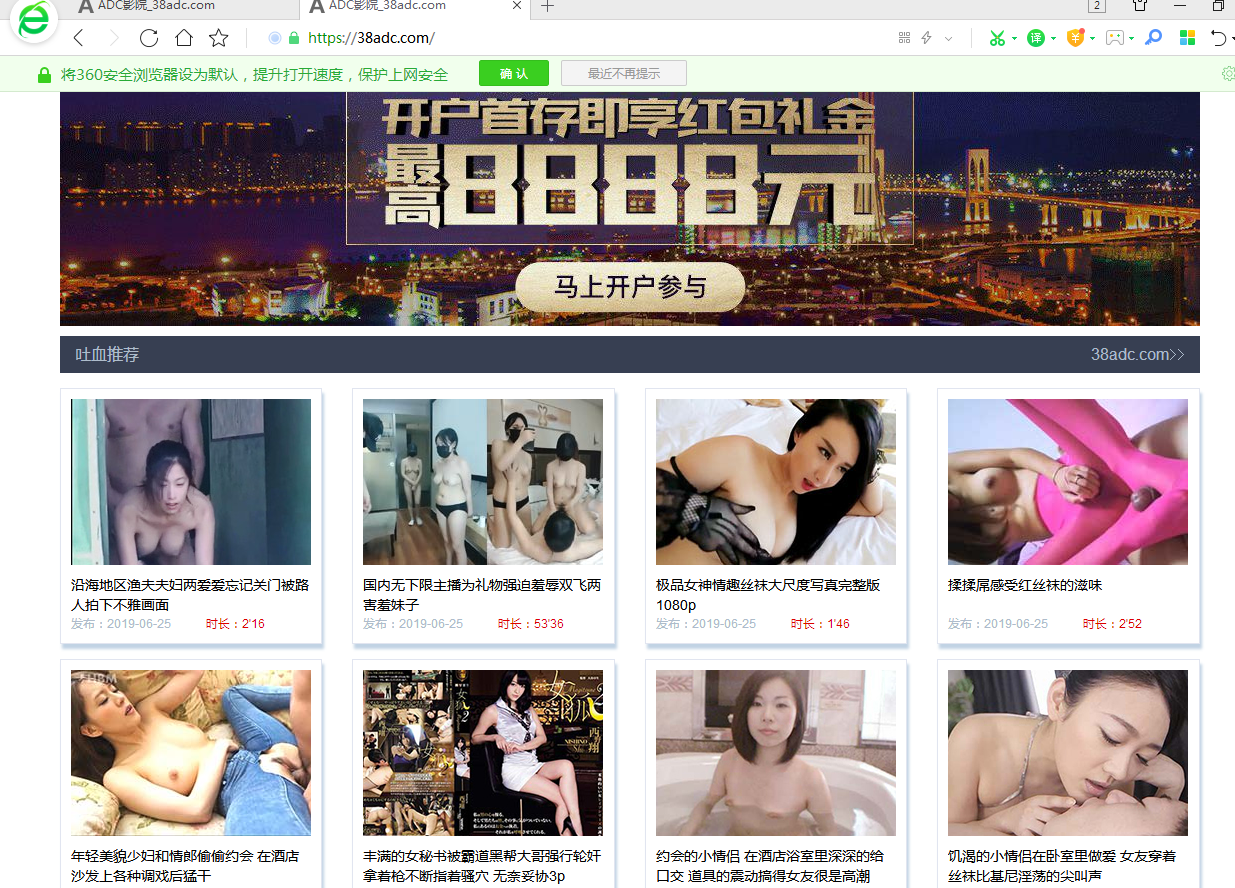 ADC影院_38adc.com
ADC影院_38adc.com
2
https://38adc.com/
译
将360安全浏览器设为默认，提升打开速度，保护上网安全
确 认
最近不再提示
开户首存即享红包礼金
最高8888元
马上开户参与
吐血推荐
38adc.com>>
沿海地区渔夫夫妇两爱爱忘记关门被路
人拍下不雅画面
发布：2019-06-25 时长：2'16
国内无下限主播为礼物强迫羞辱双飞两
害羞妹子
发布：2019-06-25 时长：53'36
极品女神情趣丝袜大尺度写真完整版
1080p
发布：2019-06-25 时长：1'46
揉揉屌感受红丝袜的滋味
发布：2019-06-25 时长：2'52
年轻美貌少妇和情郎偷偷约会 在酒店
沙发上各种调戏后猛干
丰满的女秘书被霸道黑帮大哥强行轮奸
拿着枪不断指着骚穴 无奈妥协3p
约会的小情侣 在酒店浴室里深深的给
口交 道具的震动搞得女友很是高潮
饥渴的小情侣在卧室里做爱 女友穿着
丝袜比基尼淫荡的尖叫声